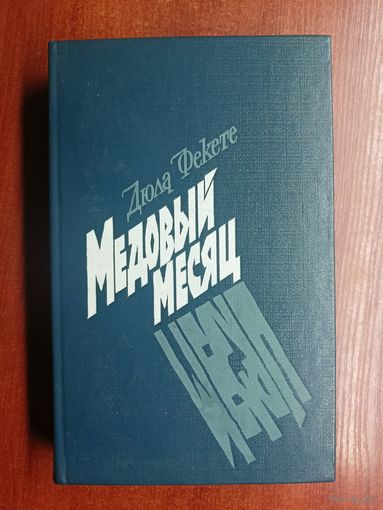 Дюла Фекете
Медовый
месяц